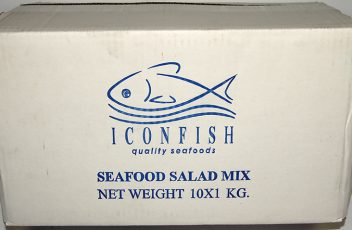 ICONFISH
quality seafoods
SEAFOOD SALAD MIX
NET WEIGHT 10X1 KG.